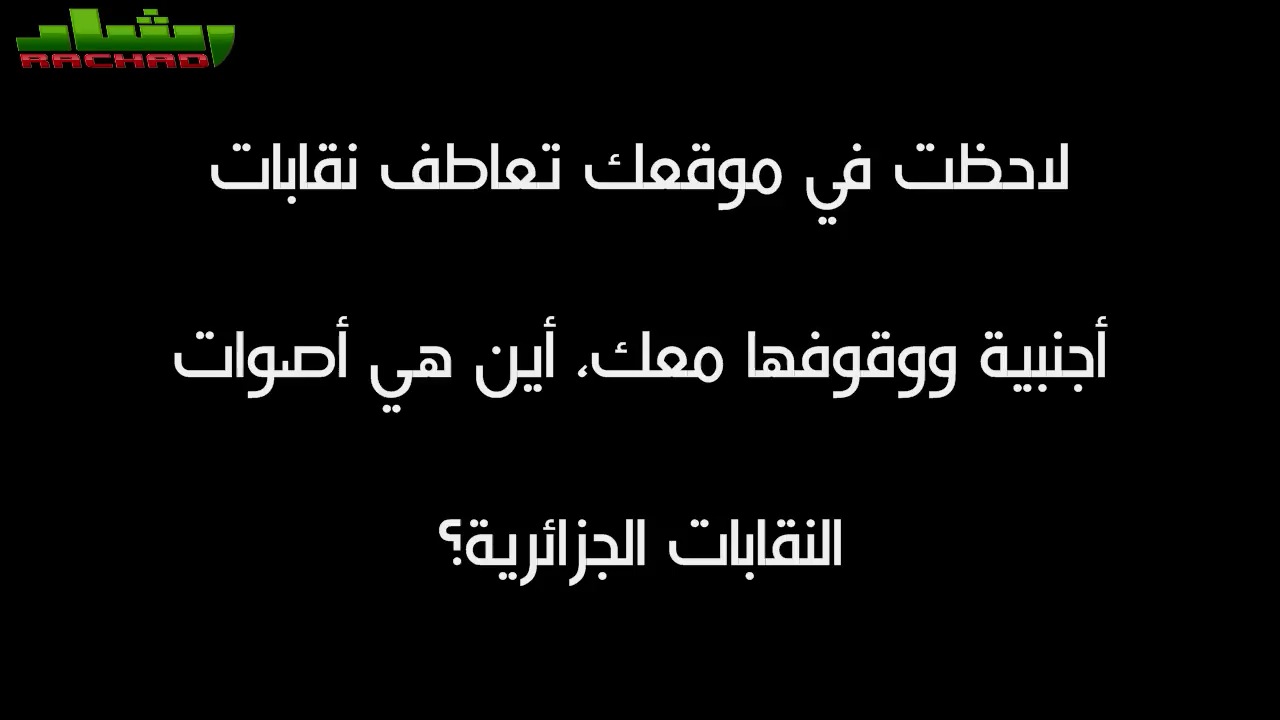 رشاد
RACHAD
لاحظت في موقعك تعاطف نقابات
أجنبية ووقوفها معك، أين هي أصوات
النقابات الجزائرية؟